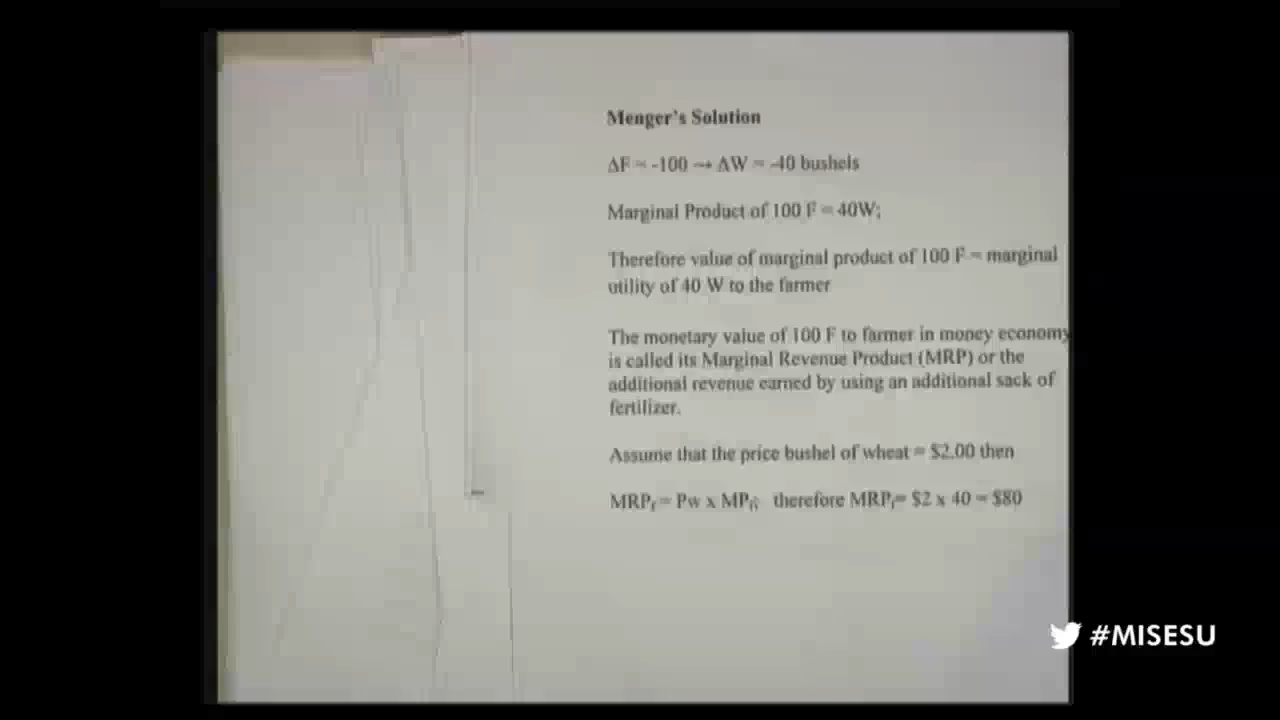 Menger's Solution
ΔF = -100 → ΔW = -40 bushels
Marginal Product of 100 F = 40W;
Therefore value of marginal product of 100 F = marginal
utility of 40 W to the farmer
The monetary value of 100 F to farmer in money economy
is called its Marginal Revenue Product (MRP) or the
additional revenue earned by using an additional sack of
fertilizer.
Assume that the price bushel of wheat = $2.00 then
MRPf = Pw x MPf; therefore MRPf= $2 x 40 = $80
#MISESU